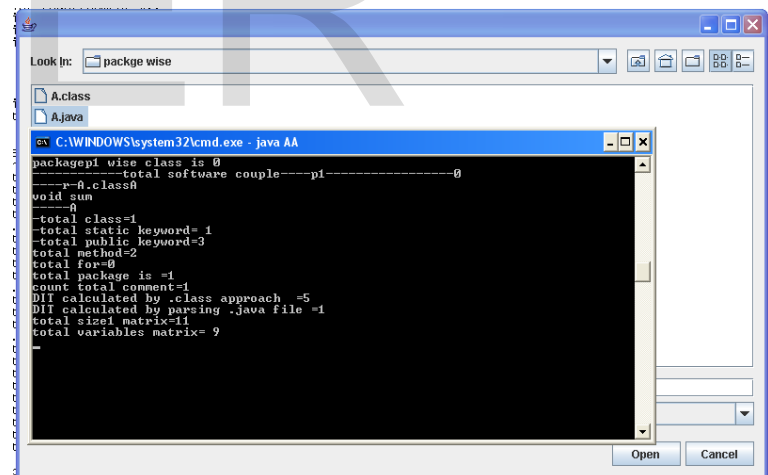 ER
Look In: packge wise
A.class
A.java
C:\WINDOWS\system32\cmd.exe - java AA
packagep1 wise class is 0
------------total software couple----p1-----------------0
----r-A.classA
void sum
-----A
-total class=1
-total static keyword= 1
-total public keyword=3
total method=2
total for=0
total package is =1
count total comment=1
DIT calculated by .class approach  =5
DIT calculated by parsing .java file =1
total size1 matrix=11
total variables matrix= 9
Open Cancel